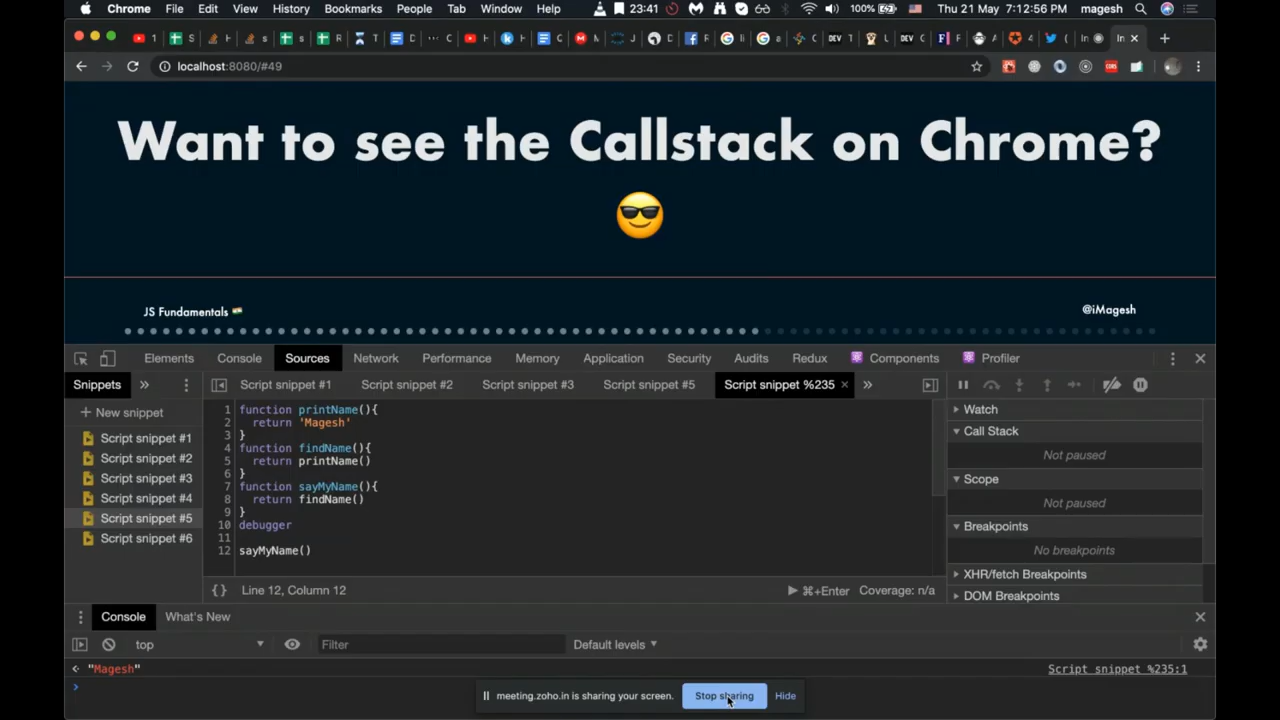 Chrome File Edit View History Bookmarks People Tab Window Help 23:41 100% Thu 21 May 7:12:56 PM magesh
localhost:8080/#49
Want to see the Callstack on Chrome?
JS Fundamentals
@iMagesh
Elements Console Sources Network Performance Memory Application Security Audits Redux Components Profiler
Snippets » Script snippet #1 Script snippet #2 Script snippet #3 Script snippet #5 Script snippet %235 × »
+ New snippet
Script snippet #1
Script snippet #2
Script snippet #3
Script snippet #4
Script snippet #5
Script snippet #6
1 function printName(){
2 return 'Magesh'
3 }
4 function findName(){
5 return printName()
6 }
7 function sayMyName(){
8 return findName()
9 }
10 debugger
11
12 sayMyName()
Watch
Call Stack
Not paused
Scope
Not paused
Breakpoints
No breakpoints
XHR/fetch Breakpoints
DOM Breakpoints
{} Line 12, Column 12 ⌘+Enter Coverage: n/a
Console What's New
top Filter Default levels
"Magesh" Script snippet %235:1
meeting.zoho.in is sharing your screen. Stop sharing Hide